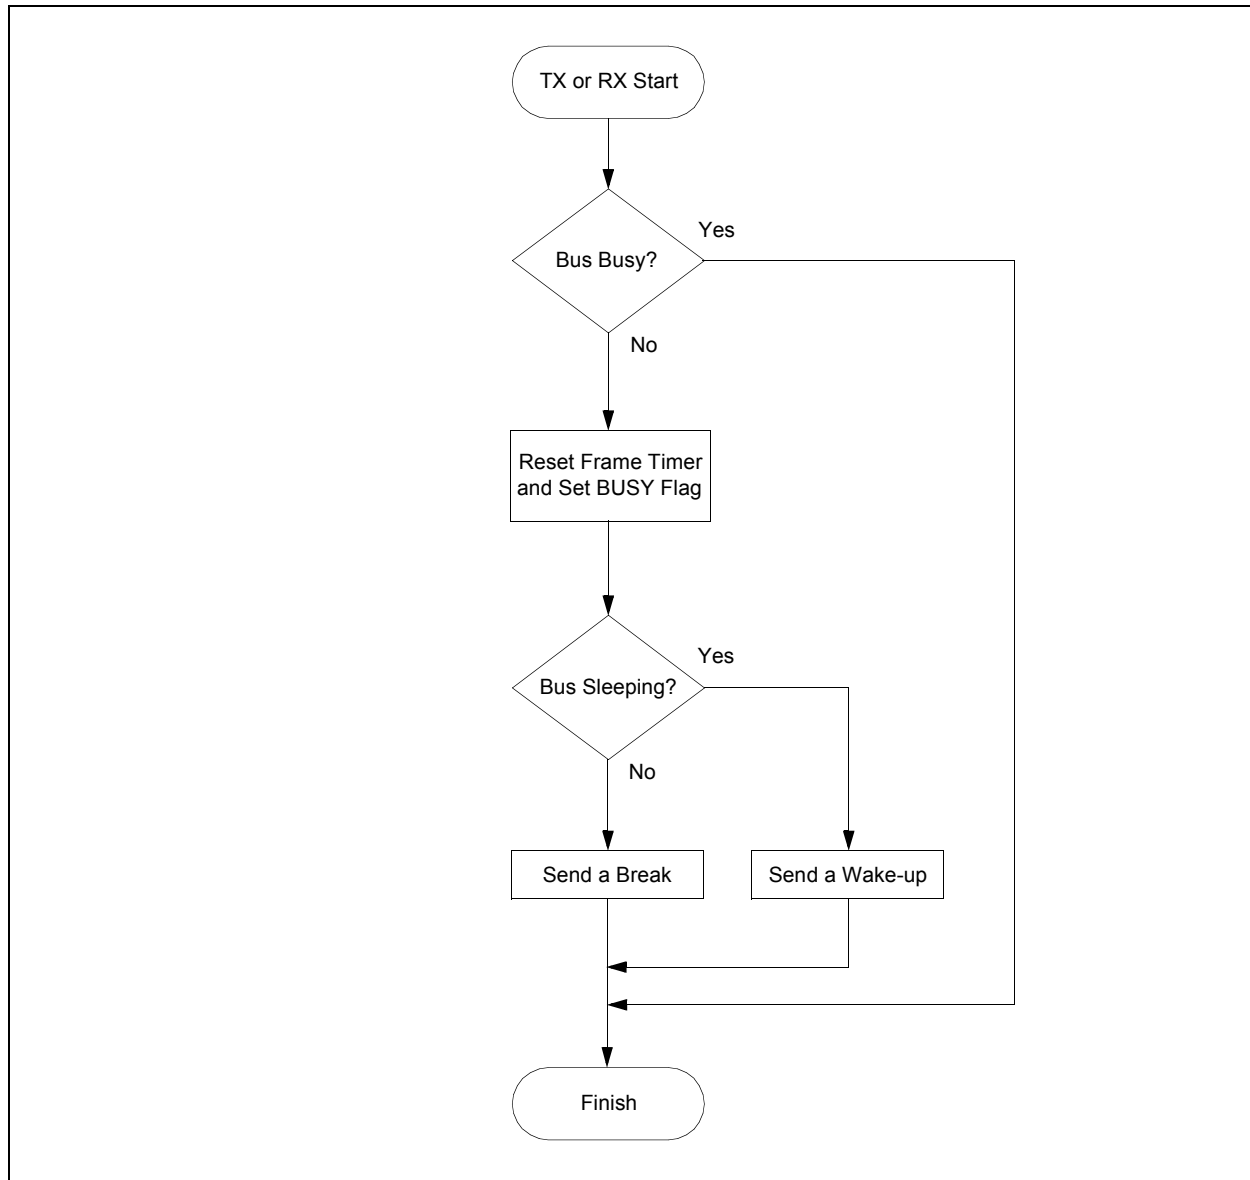 TX or RX Start
Yes
Bus Busy?
No
Reset Frame Timer
and Set BUSY Flag
Yes
Bus Sleeping?
No
Send a Break
Send a Wake-up
Finish